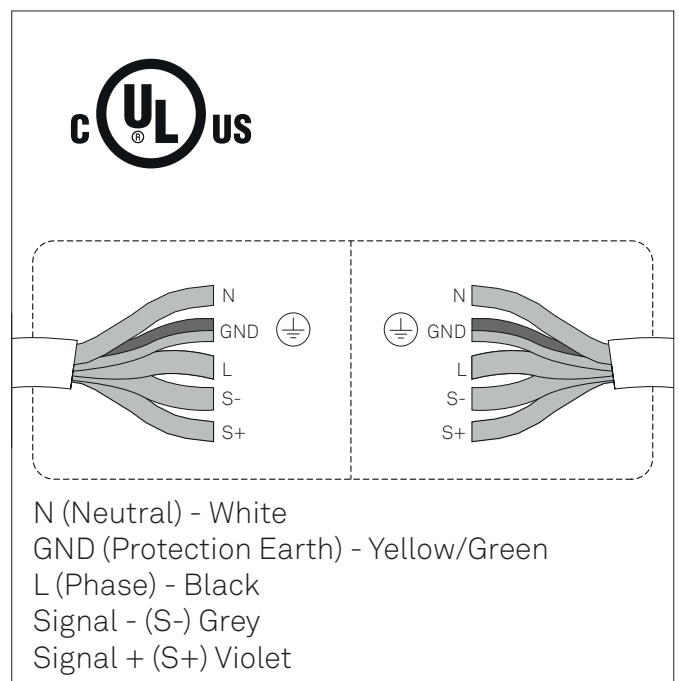 C UL ® US
N N
GND GND
L L
S- S-
S+ S+
N (Neutral) - White
GND (Protection Earth) - Yellow/Green
L (Phase) - Black
Signal - (S-) Grey
Signal + (S+) Violet